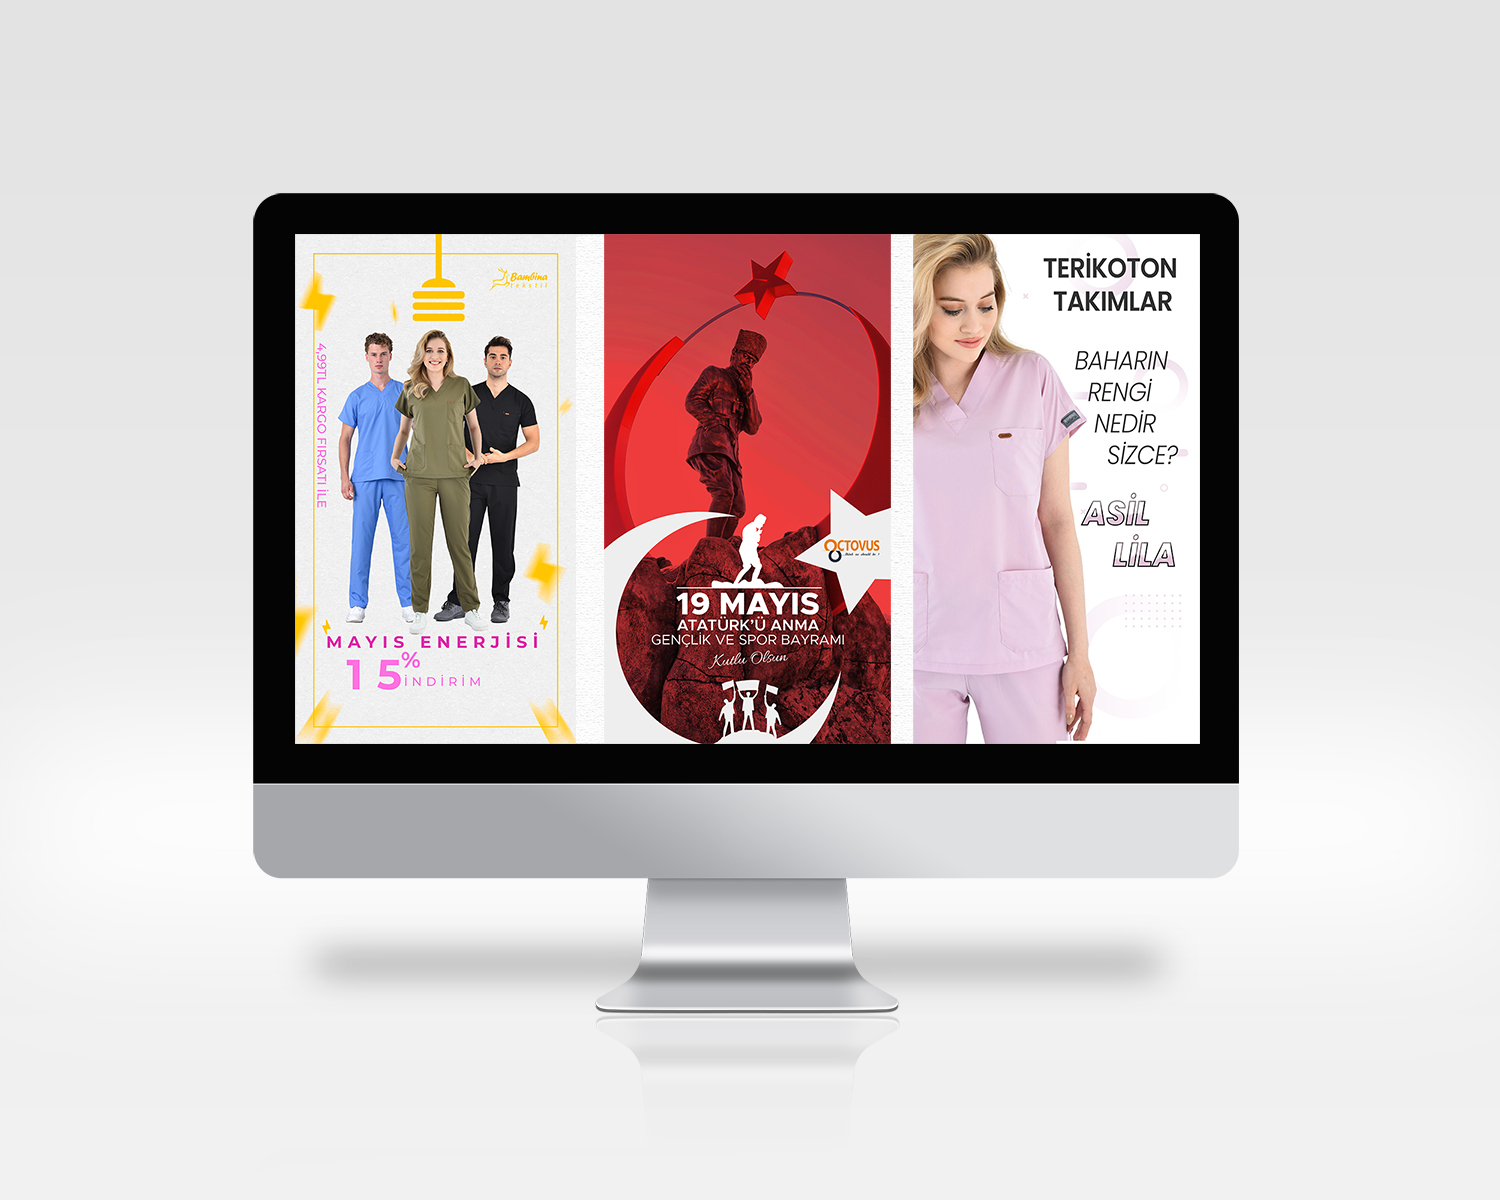 Bambina
TEKSTİL
4,99TL KARGO FIRSATI İLE
MAYIS ENERJİSİ
%
15
İNDİRİM
OCTOVUS
19 MAYIS
ATATÜRK'Ü ANMA
GENÇLİK VE SPOR BAYRAMI
Kutlu Olsun
TERİKOTON
TAKIMLAR
BAHARIN
RENGİ
NEDİR
SİZCE?
ASİL
LİLA